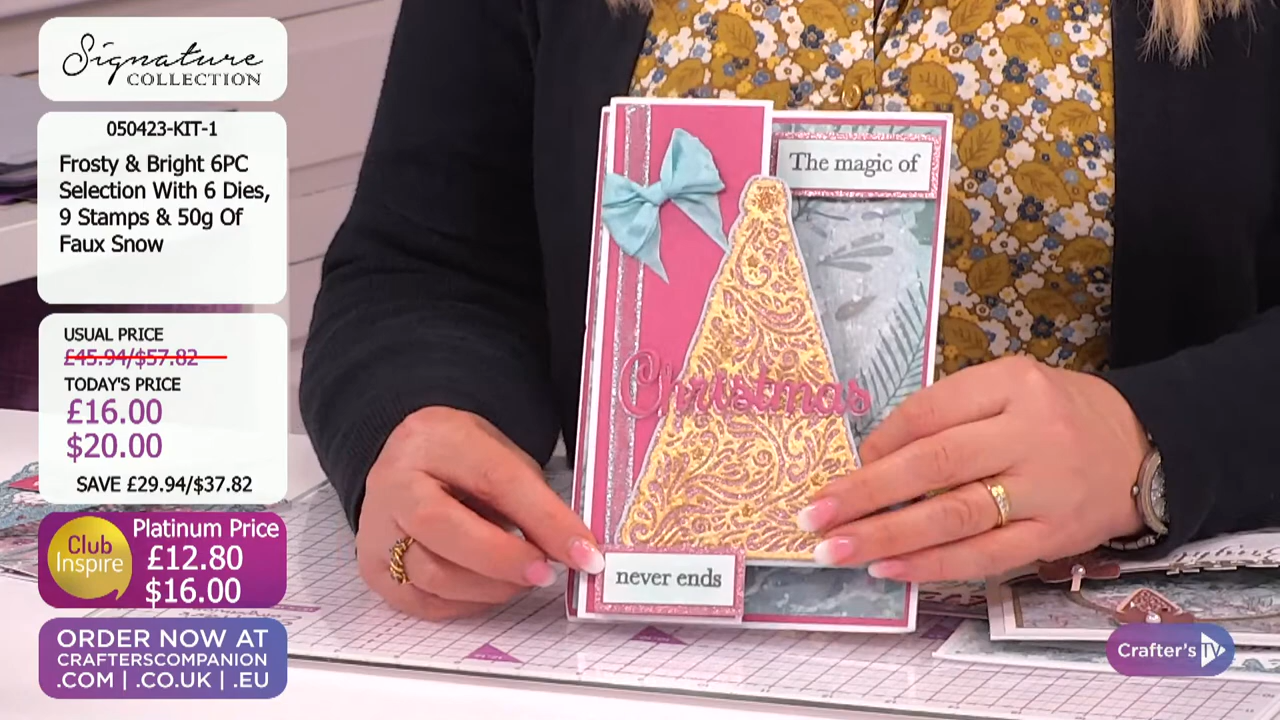 Signature
COLLECTION
050423-KIT-1
Frosty & Bright 6PC
Selection With 6 Dies,
9 Stamps & 50g Of
Faux Snow
USUAL PRICE
£45.94/$57.82
TODAY'S PRICE
£16.00
$20.00
SAVE £29.94/$37.82
Club
Inspire
Platinum Price
£12.80
$16.00
ORDER NOW AT
CRAFTERSCOMPANION
.COM | .CO.UK | .EU
The magic of
Christmas
never ends
Crafter's TV